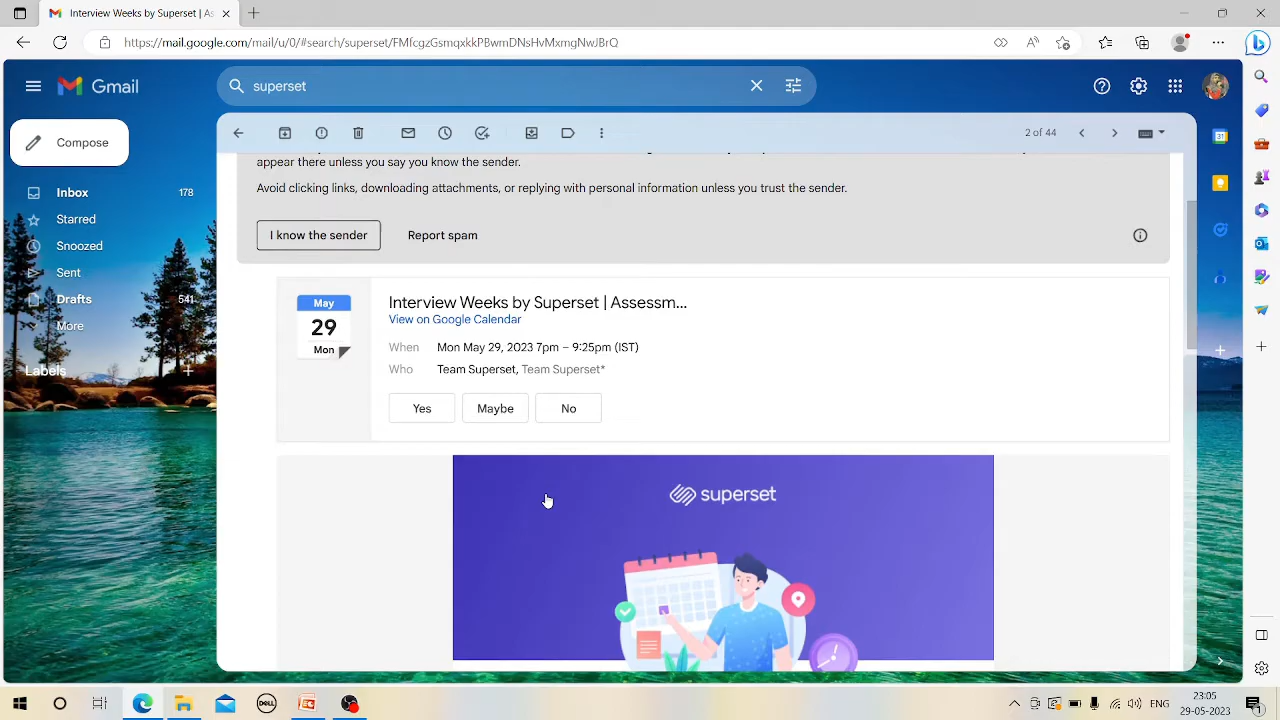 Interview Weeks by Superset | As
https://mail.google.com/mail/u/0/#search/superset/FMfcgzGsmqxkkPBwmDNsHvMxmgNwJBrQ
Gmail
superset
Compose
2 of 44
Inbox 178
Starred
Snoozed
Sent
Drafts 541
More
Labels
appear there unless you say you know the sender.
Avoid clicking links, downloading attachments, or replying with personal information unless you trust the sender.
I know the sender Report spam
May
29
Mon
Interview Weeks by Superset | Assessm...
View on Google Calendar
When Mon May 29, 2023 7pm – 9:25pm (IST)
Who Team Superset, Team Superset*
Yes Maybe No
superset
DELL
ENG
23:05
29-05-2023